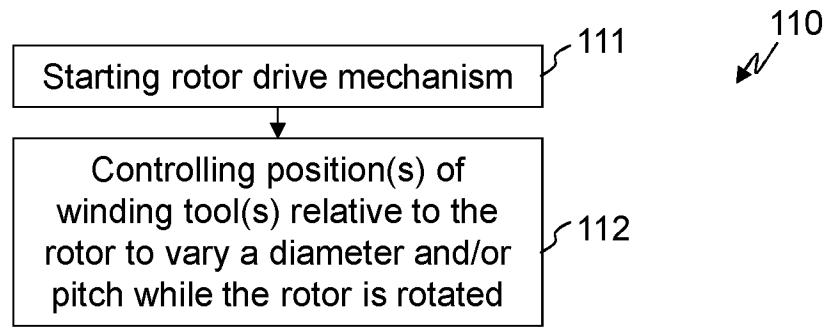 110
111
Starting rotor drive mechanism
Controlling position(s) of
winding tool(s) relative to the
rotor to vary a diameter and/or
pitch while the rotor is rotated
112